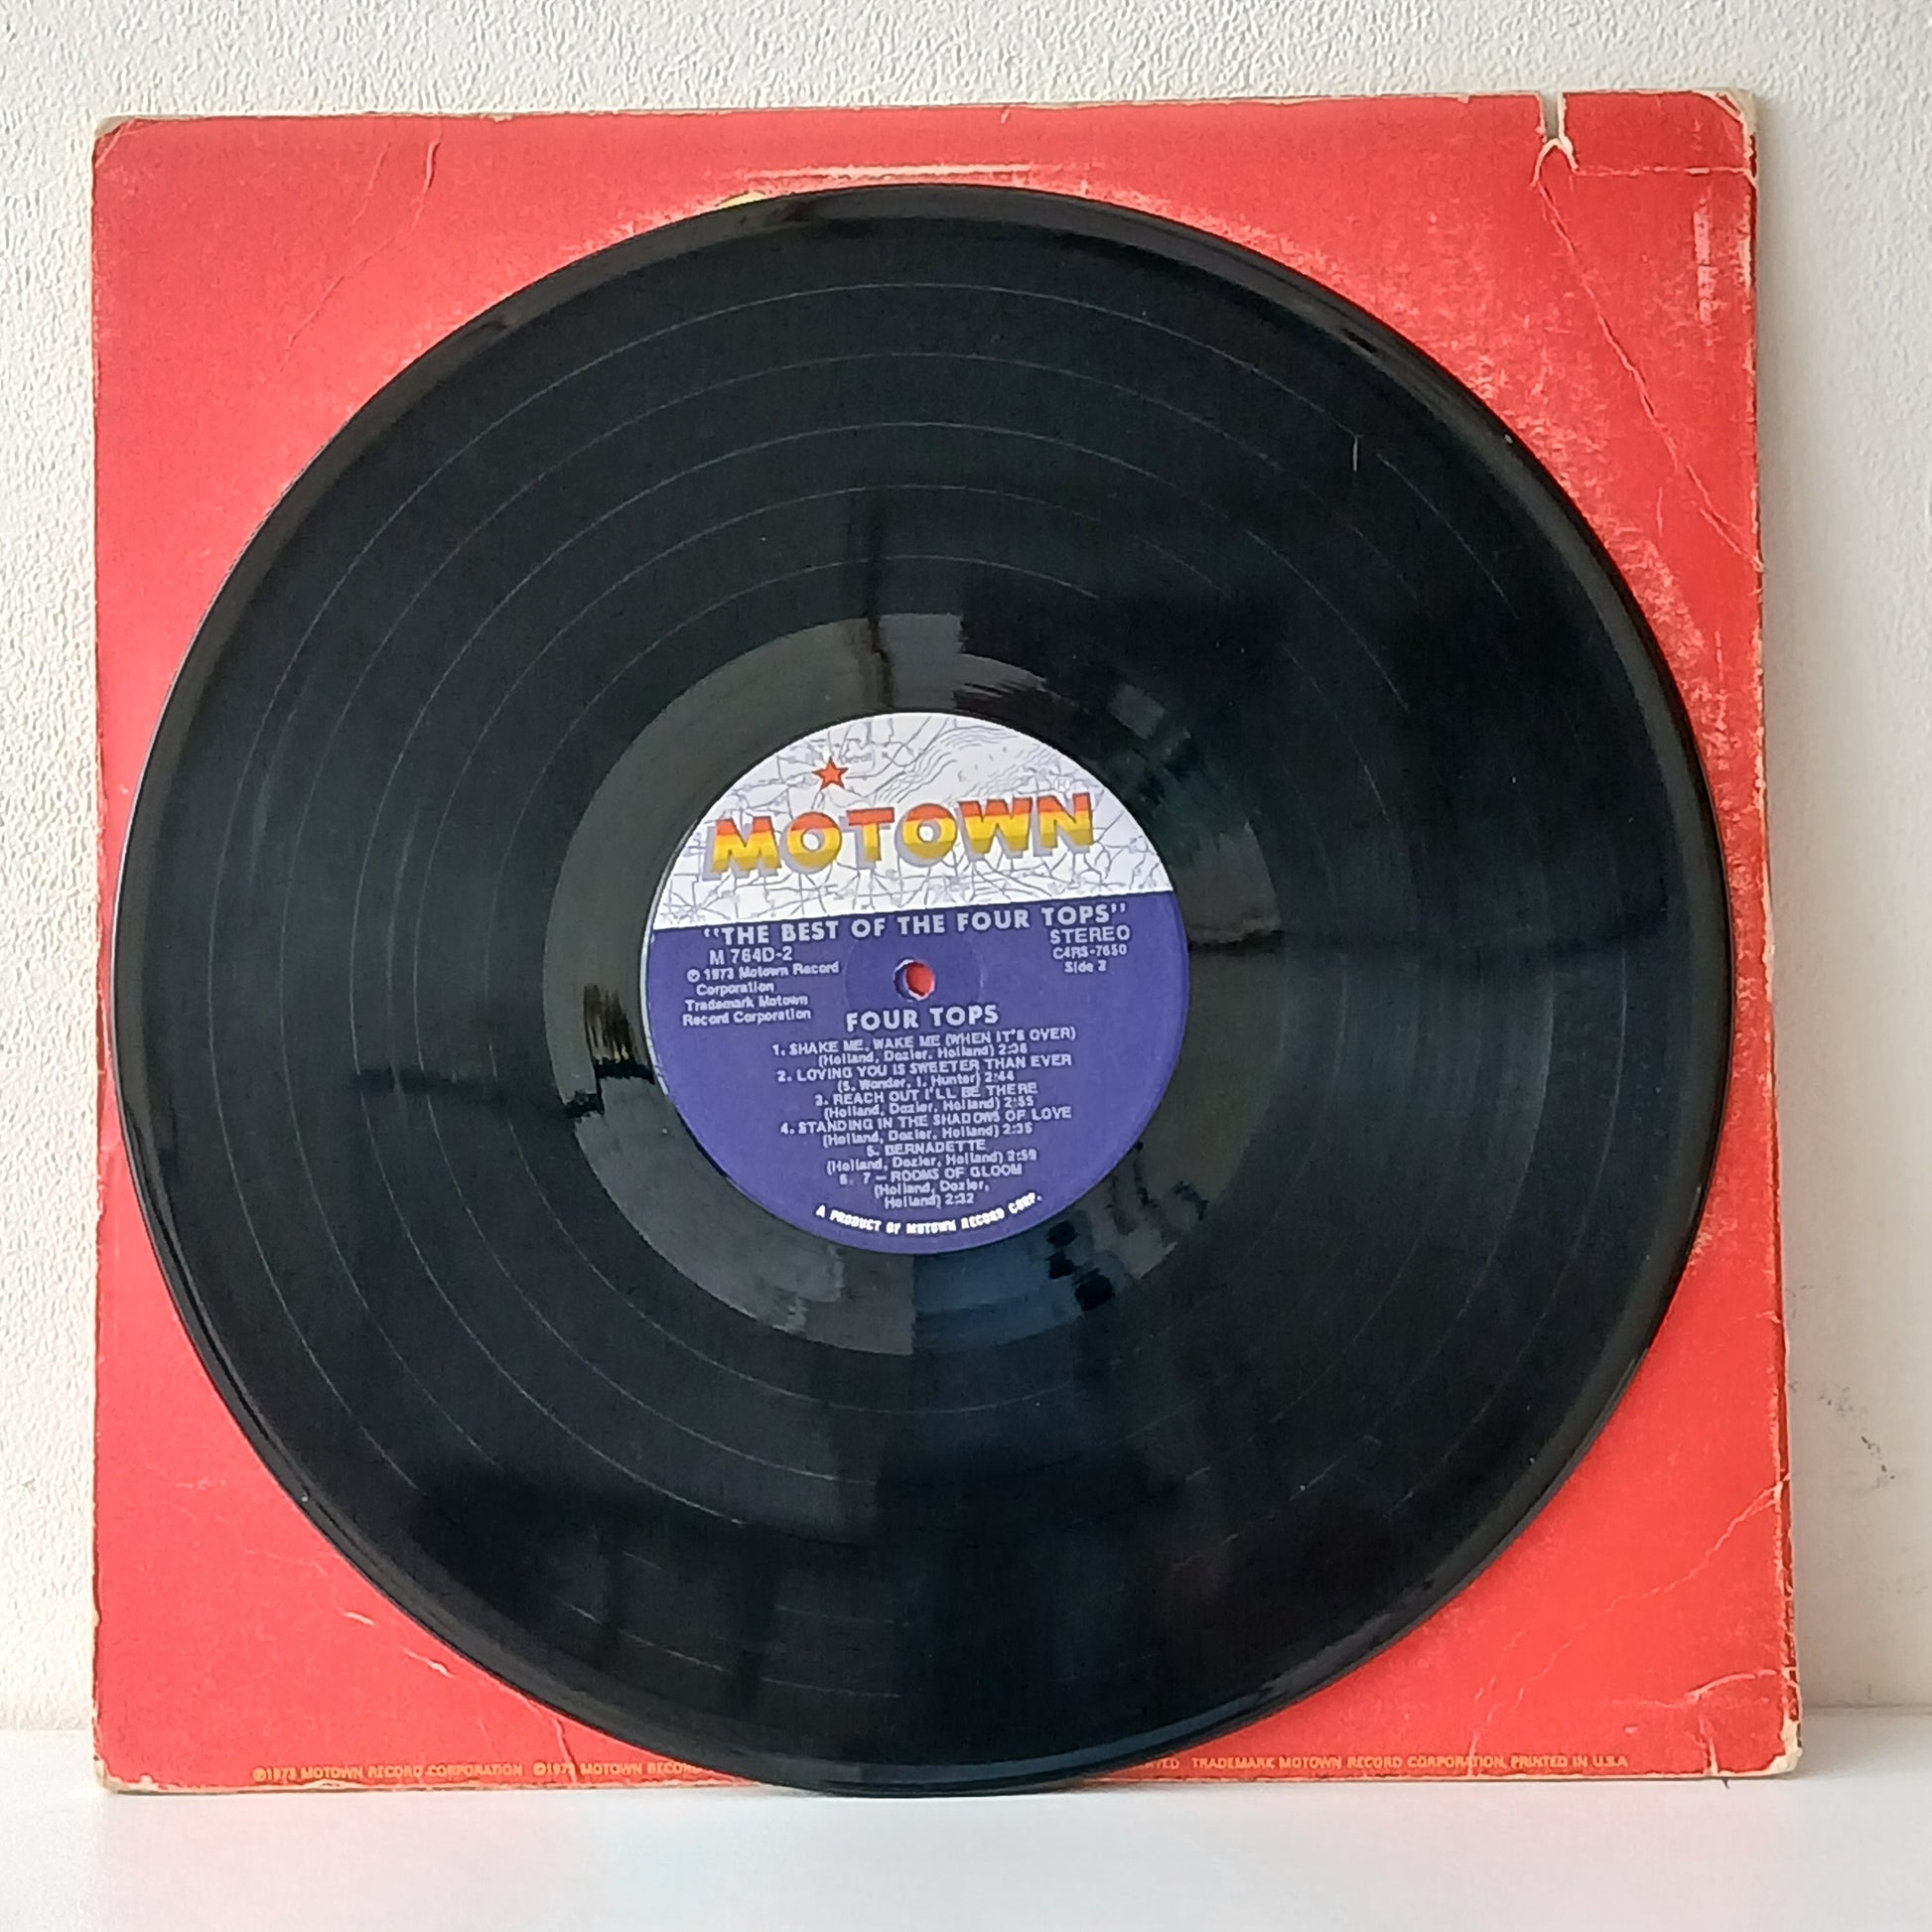 MOTOWN®
"THE BEST OF THE FOUR TOPS"
M 764D-2
STEREO
℗ 1973 Motown Record
Corporation
Trademark Motown
Record Corporation
C4RS-7650
Side 2
FOUR TOPS
1. SHAKE ME, WAKE ME (WHEN IT'S OVER)
(Holland, Dozier, Holland) 2:36
2. LOVING YOU IS SWEETER THAN EVER
(S. Wonder, I. Hunter) 2:44
3. REACH OUT I'LL BE THERE
(Holland, Dozier, Holland) 2:55
4. STANDING IN THE SHADOWS OF LOVE
(Holland, Dozier, Holland) 2:35
5. BERNADETTE
(Holland, Dozier, Holland) 2:59
6. 7 – ROOMS OF GLOOM
(Holland, Dozier,
Holland) 2:32
A PRODUCT OF MOTOWN RECORD CORP.
©1973 MOTOWN RECORD CORPORATION ℗1973 MOTOWN RECORD TRADEMARK MOTOWN RECORD CORPORATION, PRINTED IN U.S.A